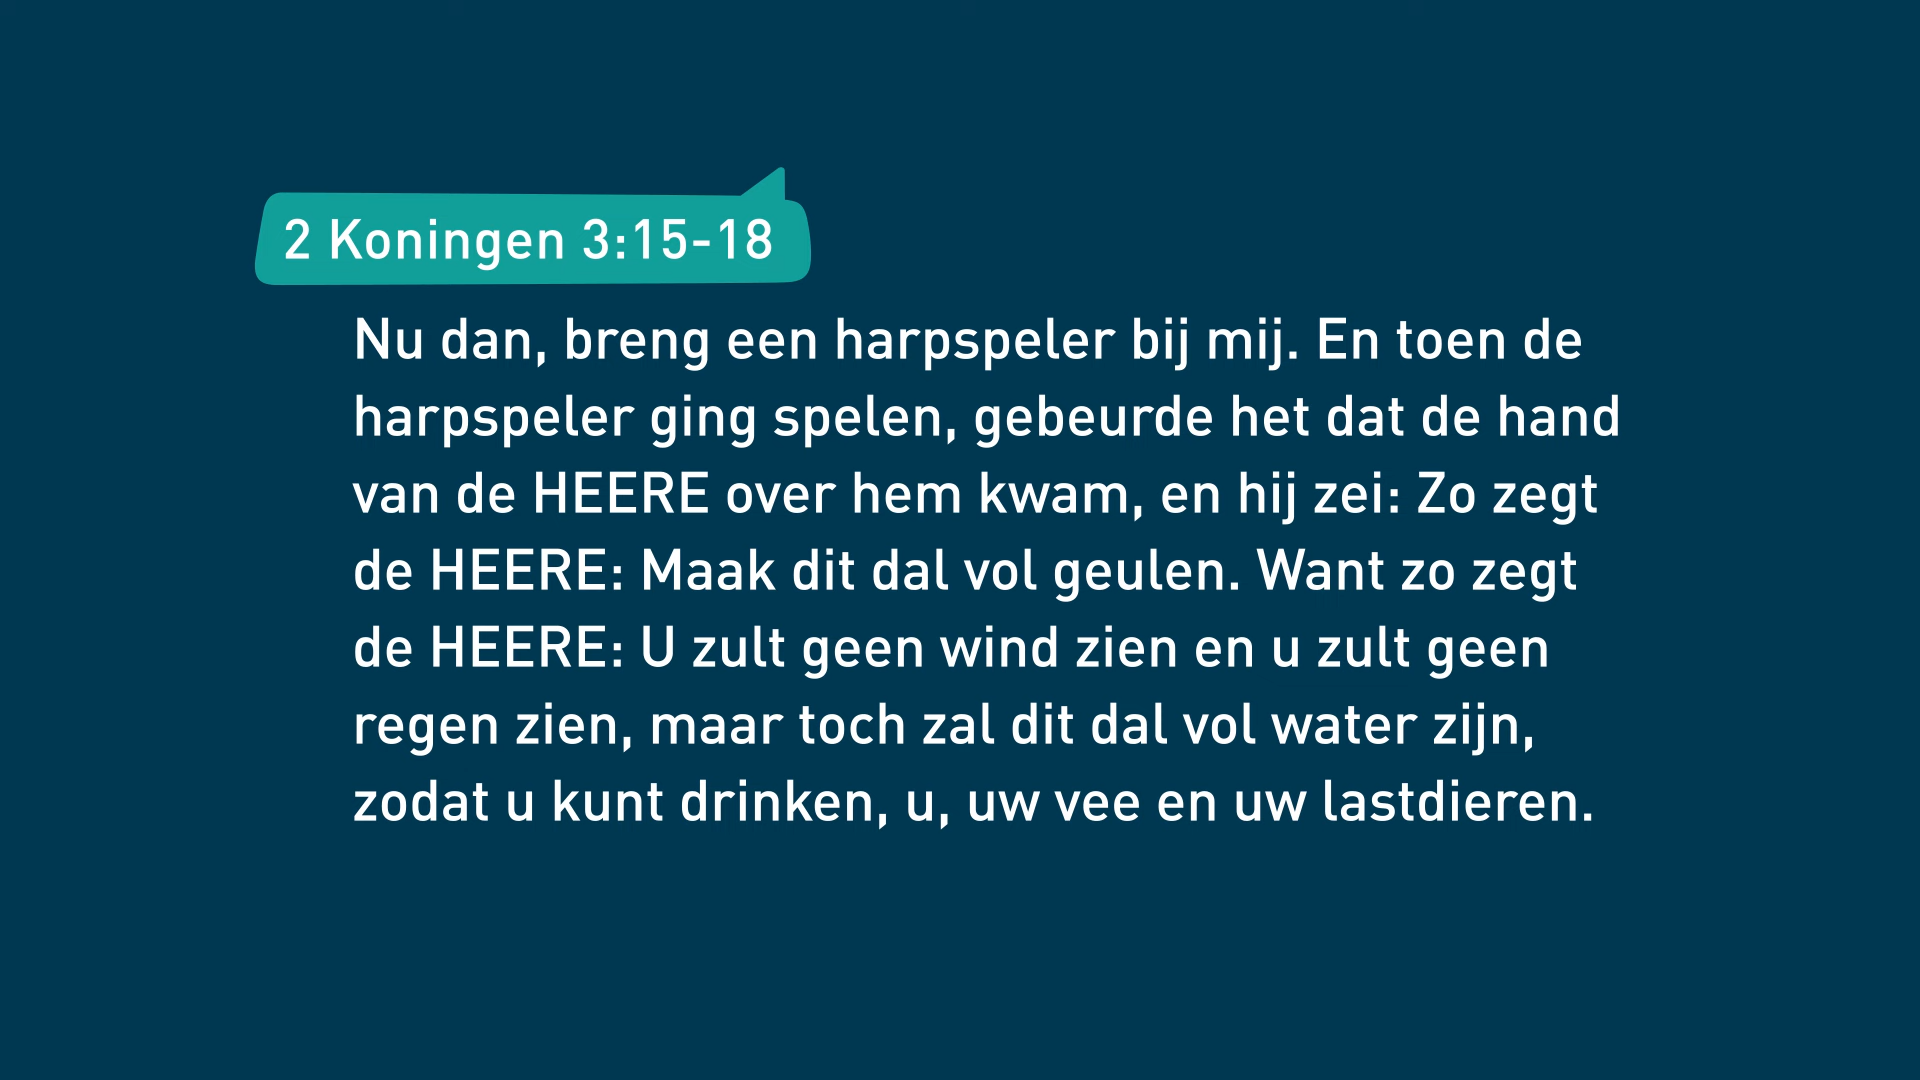 2 Koningen 3:15-18
Nu dan, breng een harpspeler bij mij. En toen de
harpspeler ging spelen, gebeurde het dat de hand
van de HEERE over hem kwam, en hij zei: Zo zegt
de HEERE: Maak dit dal vol geulen. Want zo zegt
de HEERE: U zult geen wind zien en u zult geen
regen zien, maar toch zal dit dal vol water zijn,
zodat u kunt drinken, u, uw vee en uw lastdieren.